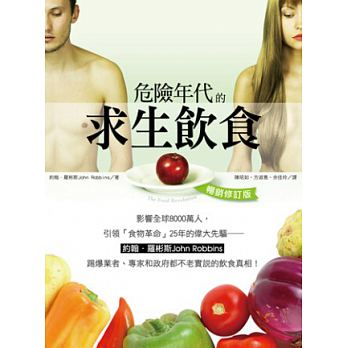 危險年代的
求生飲食
約翰．羅彬斯John Robbins／著
陳昭如、方淑惠、余佳玲／譯
The Food Revolution
暢銷修訂版
影響全球8000萬人，
引領「食物革命」25年的偉大先驅——
約翰．羅彬斯John Robbins
踢爆業者、專家和政府都不老實說的飲食真相！